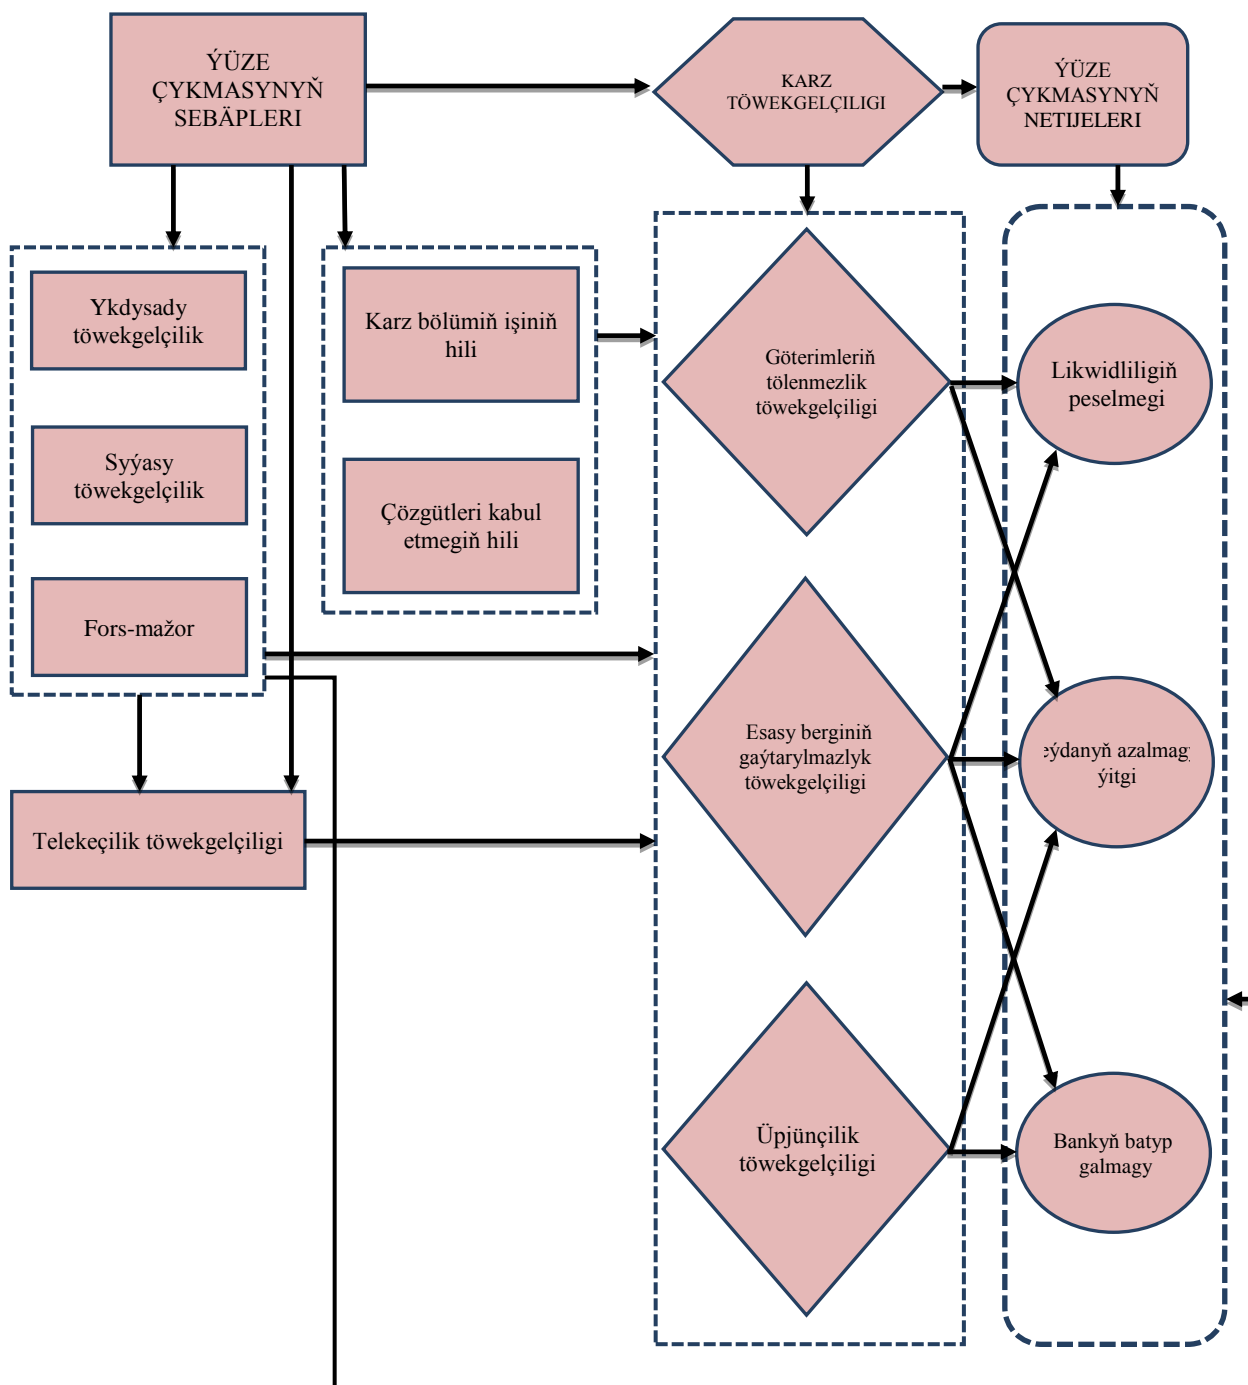 ÝÜZE
ÇYKMASYNYŇ
SEBÄPLERI
KARZ
TÖWEKGELÇILIGI
ÝÜZE
ÇYKMASYNYŇ
NETIJELERI
Ykdysady
töwekgelçilik
Syýasy
töwekgelçilik
Fors-mažor
Telekeçilik töwekgelçiligi
Karz bölümiň işiniň
hili
Çözgütleri kabul
etmegiň hili
Göterimleriň
tölenmezlik
töwekgelçiligi
Esasy berginiň
gaýtarylmazlyk
töwekgelçiligi
Üpjünçilik
töwekgelçiligi
Likwidliligiň
peselmegi
azalmagy
ýitgi
Bankyň batyp
galmagy